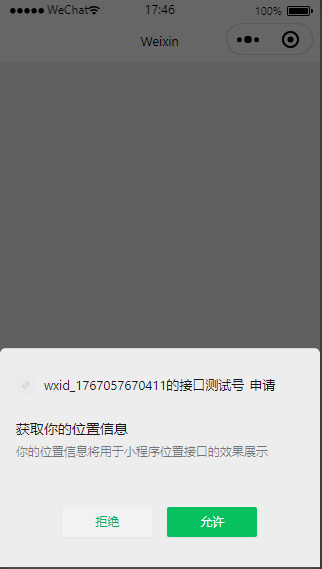 WeChat 17:46 100%
Weixin
wxid_1767057670411的接口测试号 申请
获取你的位置信息
你的位置信息将用于小程序位置接口的效果展示
拒绝 允许